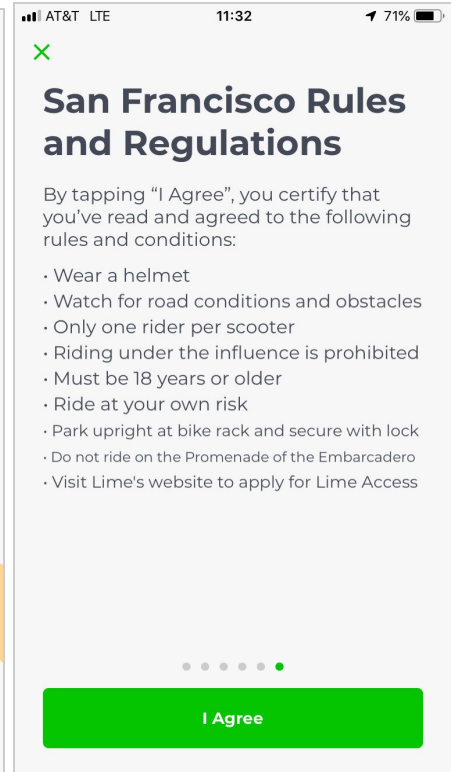 AT&T LTE 11:32 71%
San Francisco Rules
and Regulations
By tapping “I Agree”, you certify that
you’ve read and agreed to the following
rules and conditions:
· Wear a helmet
· Watch for road conditions and obstacles
· Only one rider per scooter
· Riding under the influence is prohibited
· Must be 18 years or older
· Ride at your own risk
· Park upright at bike rack and secure with lock
· Do not ride on the Promenade of the Embarcadero
· Visit Lime's website to apply for Lime Access
I Agree